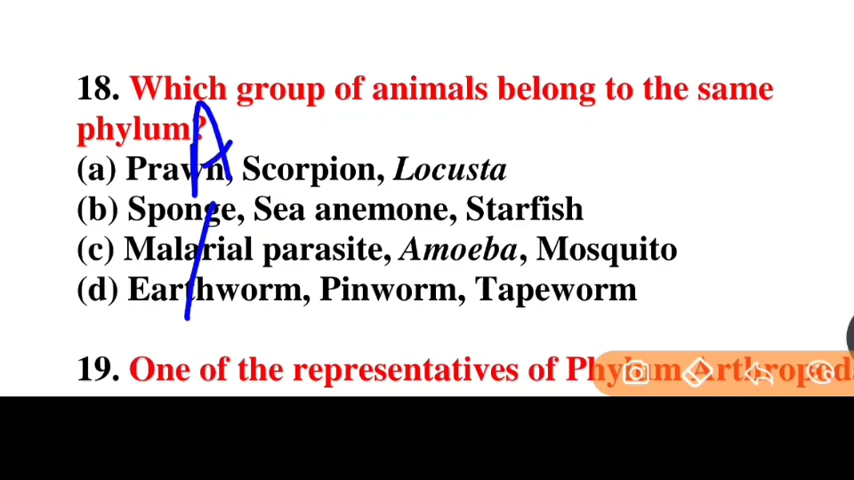 18. Which group of animals belong to the same
phylum?
(a) Prawn, Scorpion, Locusta
(b) Sponge, Sea anemone, Starfish
(c) Malarial parasite, Amoeba, Mosquito
(d) Earthworm, Pinworm, Tapeworm
19. One of the representatives of Phylum Arthropod